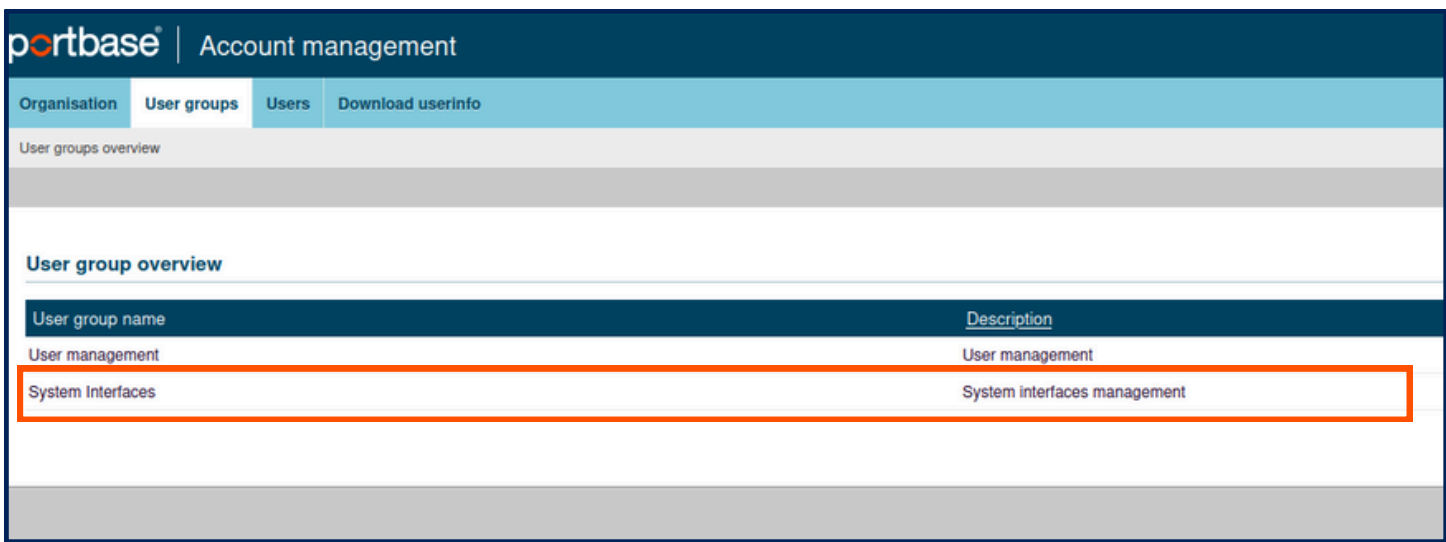 portbase® | Account management
Organisation User groups Users Download userinfo
User groups overview
User group overview
User group name Description
User management User management
System Interfaces System interfaces management